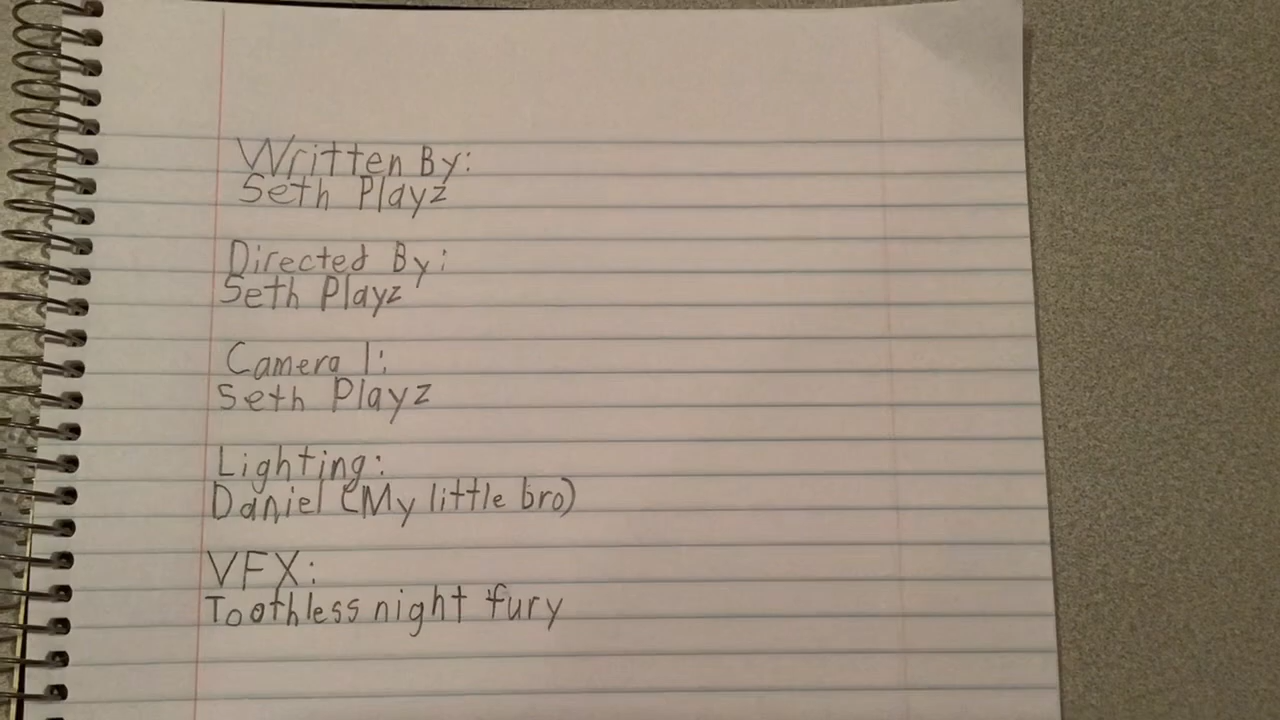 Written By:
Seth Playz
Directed By:
Seth Playz
Camera 1:
Seth Playz
Lighting:
Daniel (My little bro)
VFX:
Toothless night fury